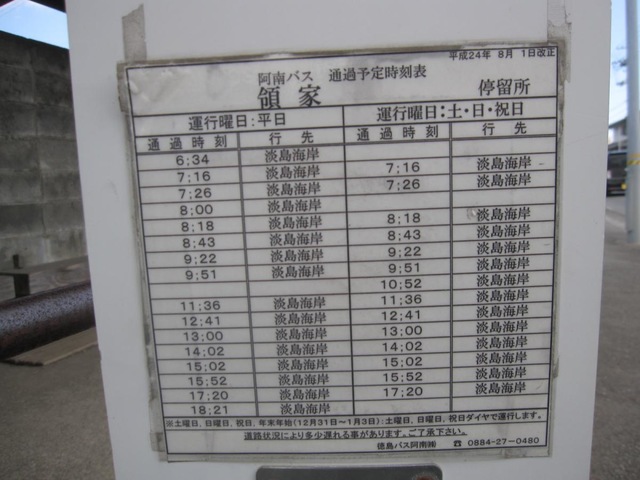 平成24年 8月 1日改正
阿南バス 通過予定時刻表
領家 停留所
運行曜日:平日 運行曜日:土・日・祝日
通過時刻 行先 通過時刻 行先
6;34 淡島海岸
7;16 淡島海岸 7;16 淡島海岸
7;26 淡島海岸 7;26 淡島海岸
8;00 淡島海岸
8;18 淡島海岸 8;18 淡島海岸
8;43 淡島海岸 8;43 淡島海岸
9;22 淡島海岸 9;22 淡島海岸
9;51 淡島海岸 9;51 淡島海岸
10;52 淡島海岸
11;36 淡島海岸 11;36 淡島海岸
12;41 淡島海岸 12;41 淡島海岸
13;00 淡島海岸 13;00 淡島海岸
14;02 淡島海岸 14;02 淡島海岸
15;02 淡島海岸 15;02 淡島海岸
15;52 淡島海岸 15;52 淡島海岸
17;20 淡島海岸 17;20 淡島海岸
18;21 淡島海岸
※土曜日、日曜日、祝日、年末年始(12月31日～1月3日):土曜日、日曜日、祝日ダイヤで運行します。
道路状況により多少遅れる事があります。ご了承下さい。
徳島バス阿南㈱ ☎0884-27-0480